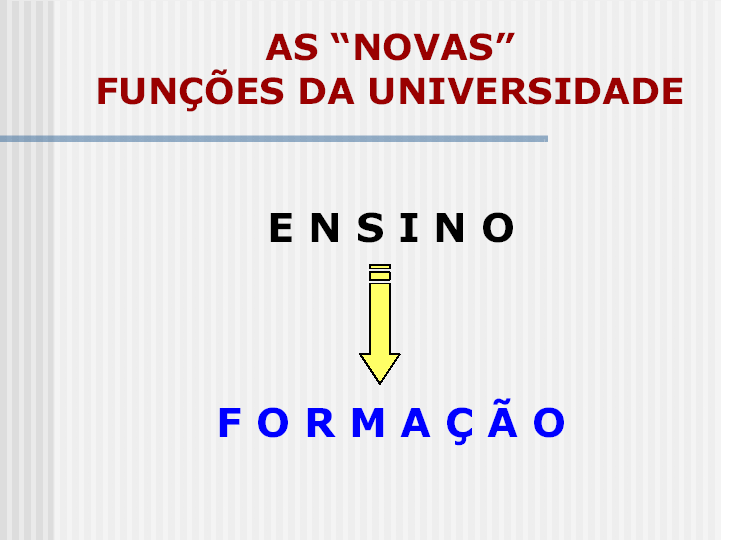 AS “NOVAS”
FUNÇÕES DA UNIVERSIDADE
E N S I N O
F O R M A Ç Ã O